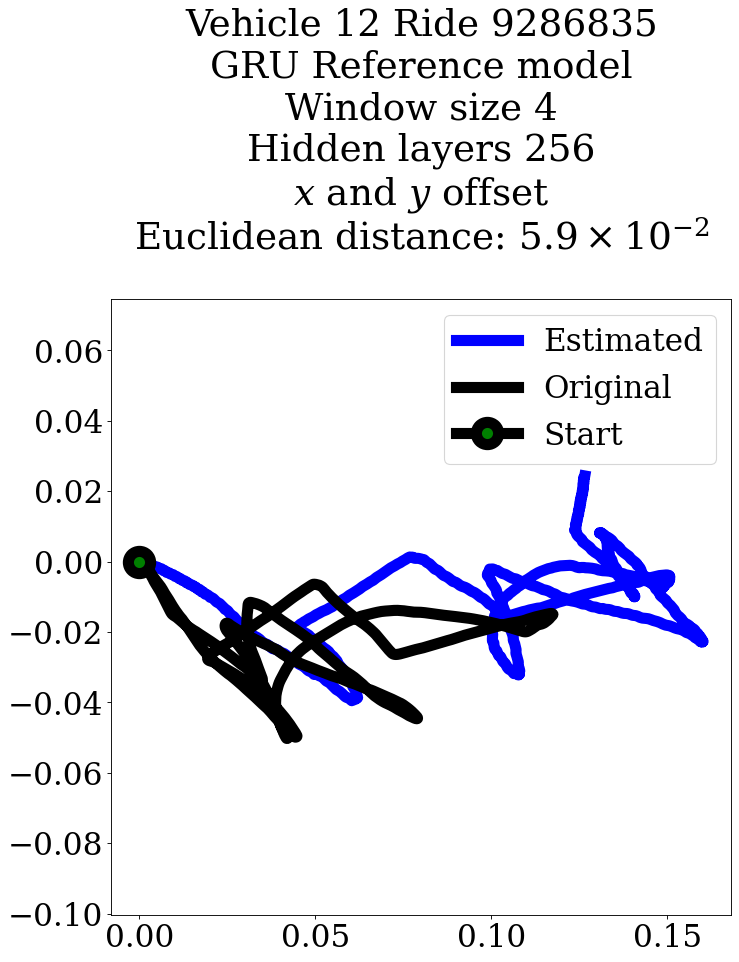 Vehicle 12 Ride 9286835
GRU Reference model
Window size 4
Hidden layers 256
x and y offset
Euclidean distance: 5.9 × 10⁻²
Estimated
Original
Start
0.06
0.04
0.02
0.00
−0.02
−0.04
−0.06
−0.08
−0.10
0.00 0.05 0.10 0.15